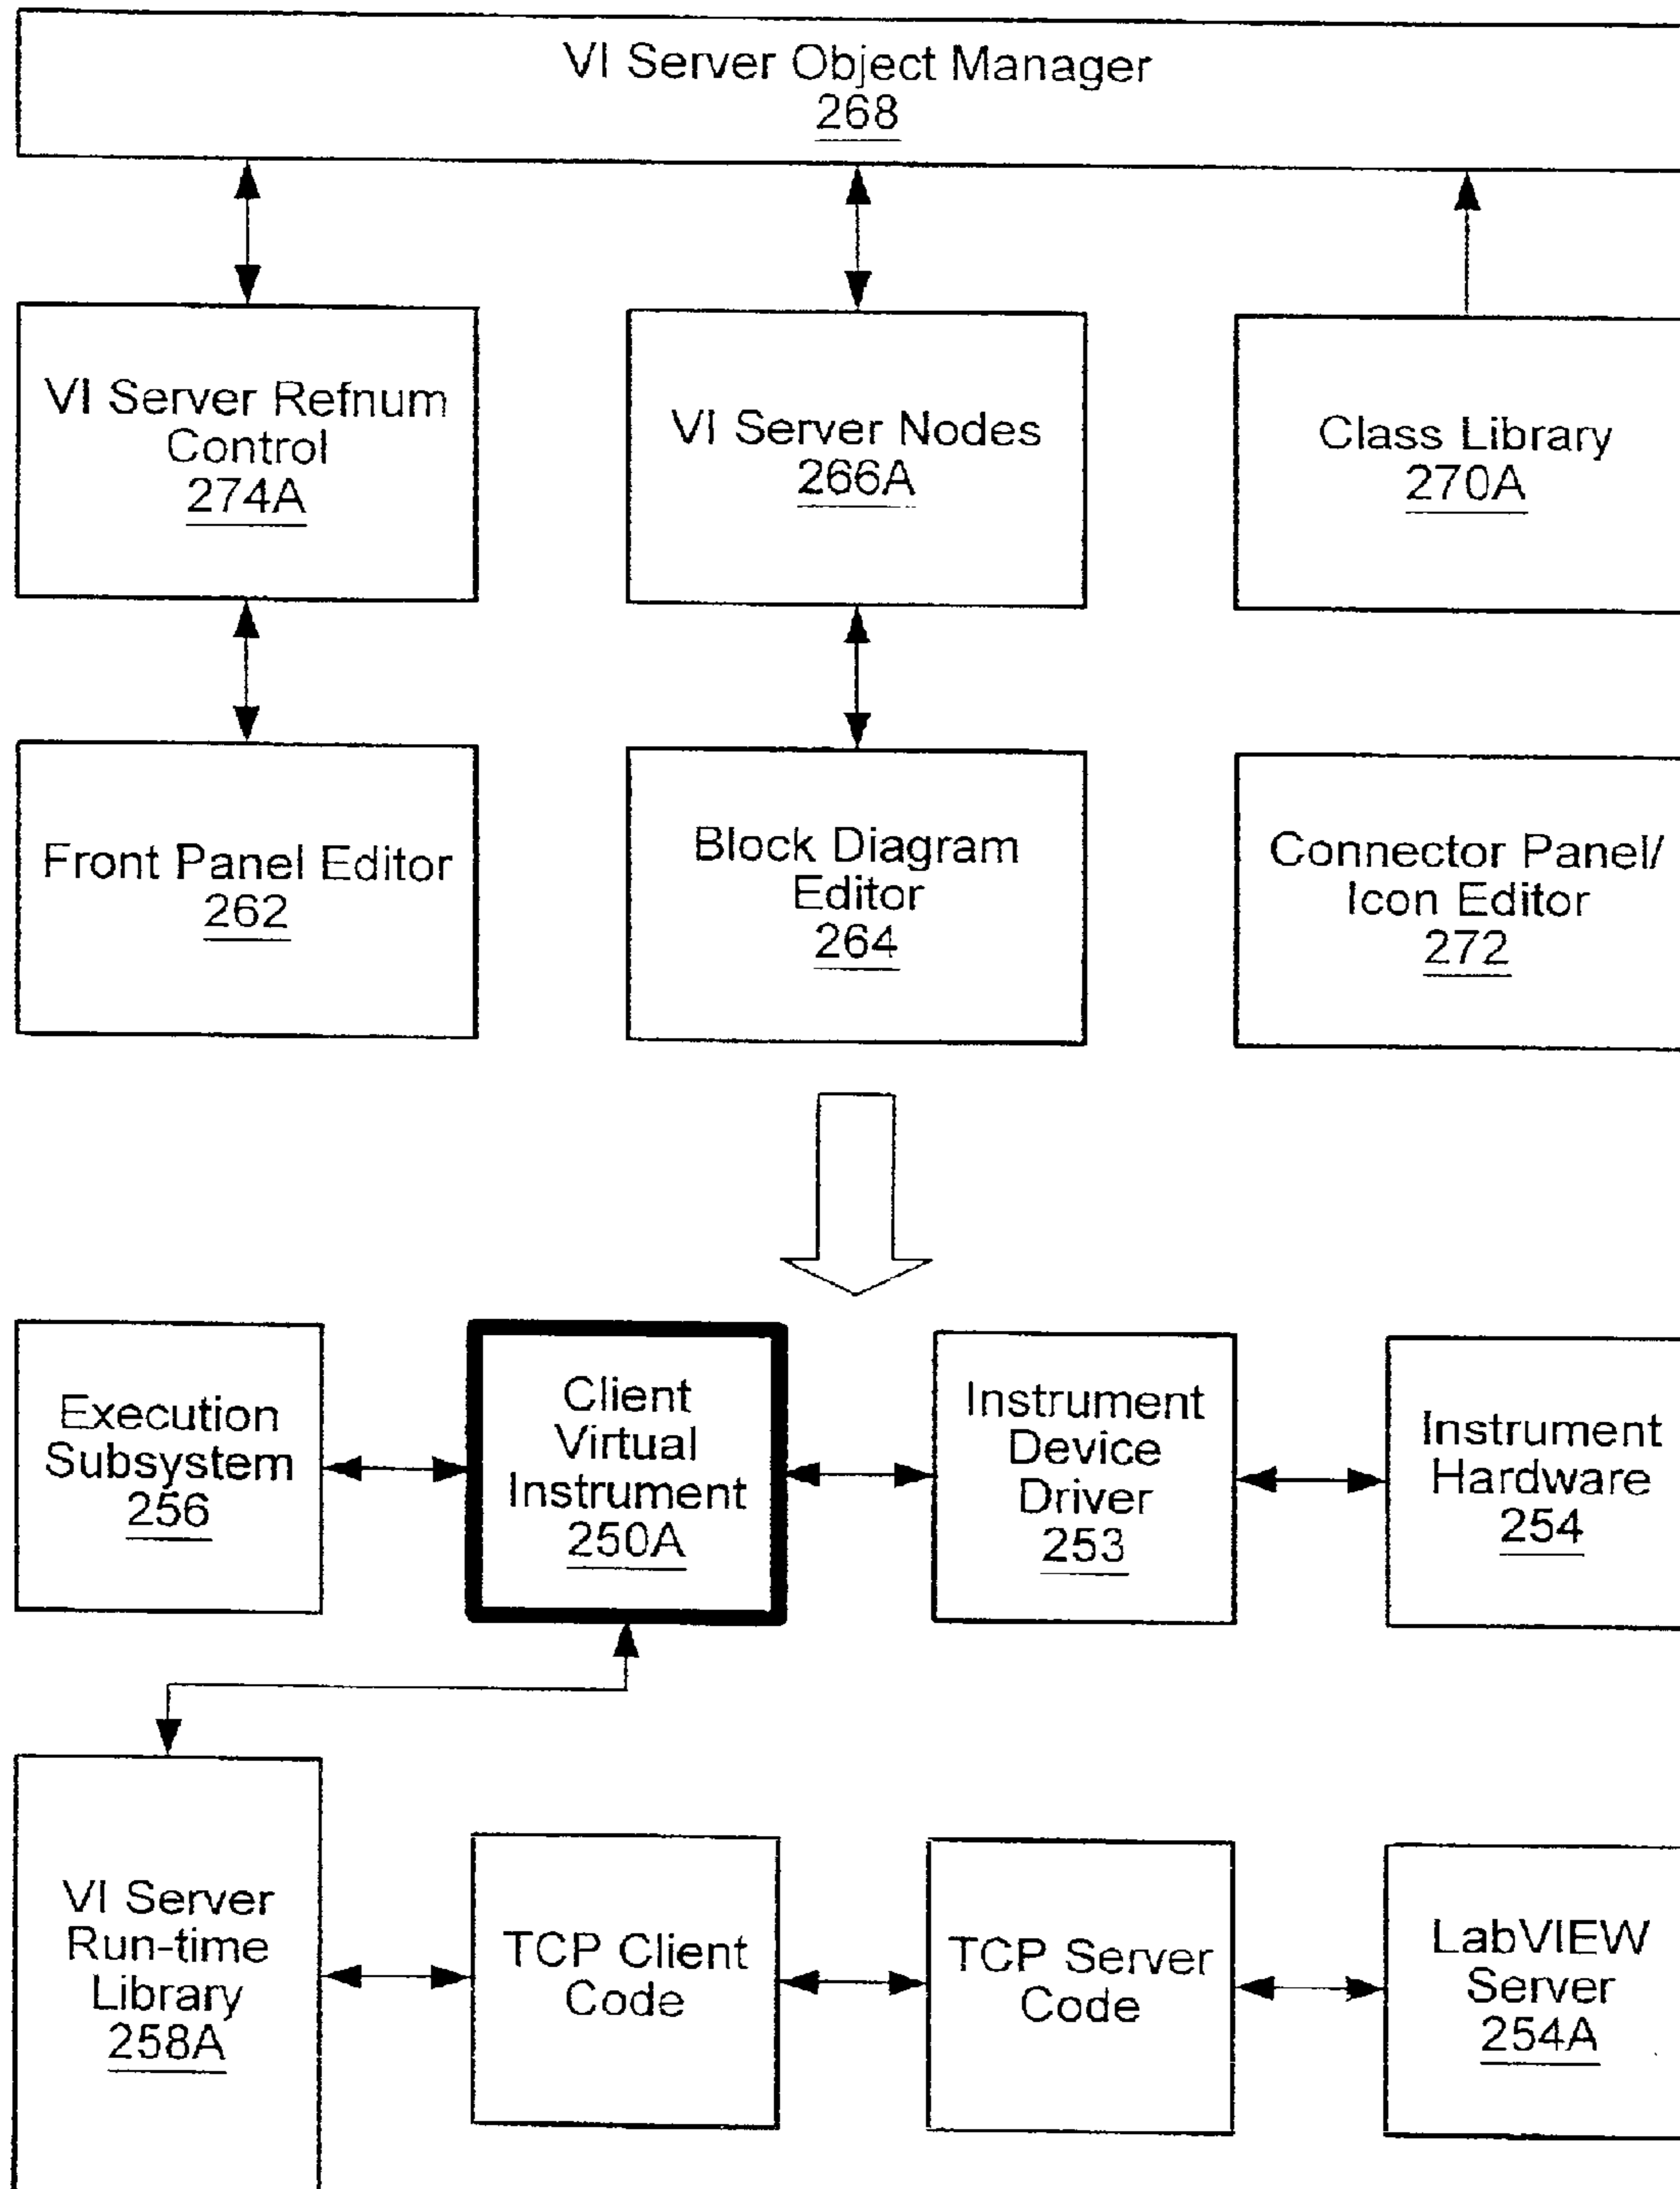 VI Server Object Manager
268
VI Server Refnum
Control
274A
VI Server Nodes
266A
Class Library
270A
Front Panel Editor
262
Block Diagram
Editor
264
Connector Panel/
Icon Editor
272
Execution
Subsystem
256
Client
Virtual
Instrument
250A
Instrument
Device
Driver
253
Instrument
Hardware
254
VI Server
Run-time
Library
258A
TCP Client
Code
TCP Server
Code
LabVIEW
Server
254A